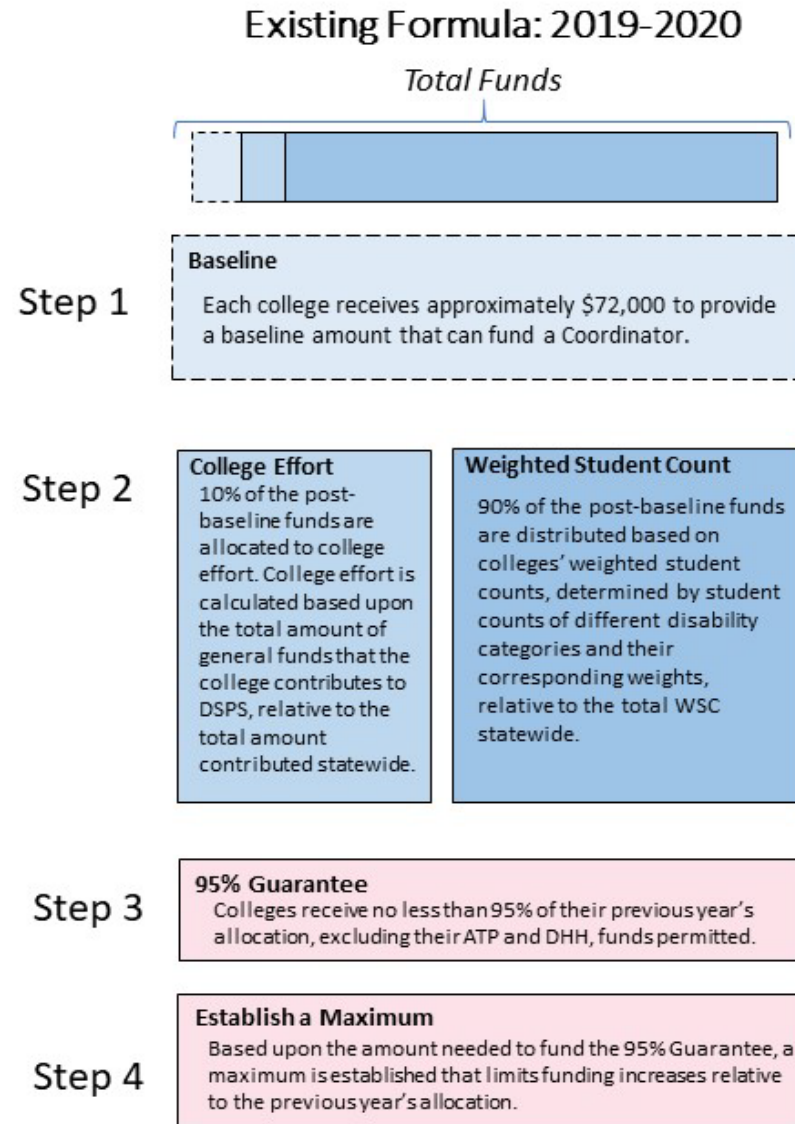 Existing Formula: 2019-2020
Total Funds
Step 1
Baseline
Each college receives approximately $72,000 to provide
a baseline amount that can fund a Coordinator.
Step 2
College Effort
10% of the post-
baseline funds are
allocated to college
effort. College effort is
calculated based upon
the total amount of
general funds that the
college contributes to
DSPS, relative to the
total amount
contributed statewide.
Weighted Student Count
90% of the post-baseline funds
are distributed based on
colleges' weighted student
counts, determined by student
counts of different disability
categories and their
corresponding weights,
relative to the total WSC
statewide.
Step 3
95% Guarantee
Colleges receive no less than 95% of their previous year's
allocation, excluding their ATP and DHH, funds permitted.
Step 4
Establish a Maximum
Based upon the amount needed to fund the 95% Guarantee, a
maximum is established that limits funding increases relative
to the previous year's allocation.